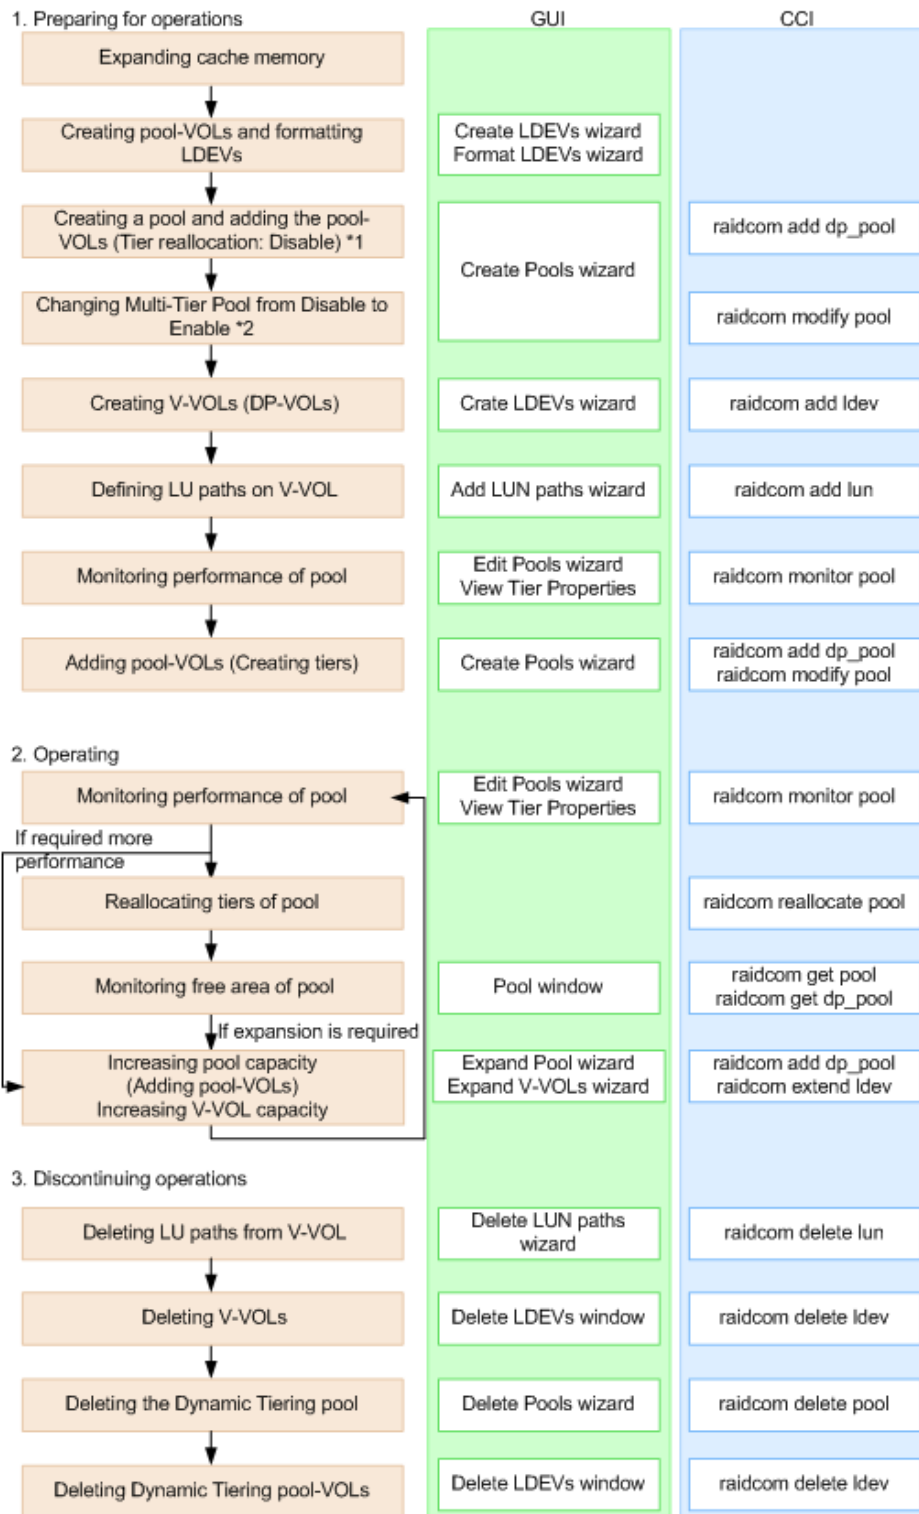 1. Preparing for operations
GUI
CCI
Expanding cache memory
Creating pool-VOLs and formatting
LDEVs
Create LDEVs wizard
Format LDEVs wizard
Creating a pool and adding the pool-
VOLs (Tier reallocation: Disable) *1
Create Pools wizard
raidcom add dp_pool
Changing Multi-Tier Pool from Disable to
Enable *2
raidcom modify pool
Creating V-VOLs (DP-VOLs)
Crate LDEVs wizard
raidcom add ldev
Defining LU paths on V-VOL
Add LUN paths wizard
raidcom add lun
Monitoring performance of pool
Edit Pools wizard
View Tier Properties
raidcom monitor pool
Adding pool-VOLs (Creating tiers)
Create Pools wizard
raidcom add dp_pool
raidcom modify pool
2. Operating
Monitoring performance of pool
Edit Pools wizard
View Tier Properties
raidcom monitor pool
If required more
performance
Reallocating tiers of pool
raidcom reallocate pool
Monitoring free area of pool
Pool window
raidcom get pool
raidcom get dp_pool
If expansion is required
Increasing pool capacity
(Adding pool-VOLs)
Increasing V-VOL capacity
Expand Pool wizard
Expand V-VOLs wizard
raidcom add dp_pool
raidcom extend ldev
3. Discontinuing operations
Deleting LU paths from V-VOL
Delete LUN paths
wizard
raidcom delete lun
Deleting V-VOLs
Delete LDEVs window
raidcom delete ldev
Deleting the Dynamic Tiering pool
Delete Pools wizard
raidcom delete pool
Deleting Dynamic Tiering pool-VOLs
Delete LDEVs window
raidcom delete ldev